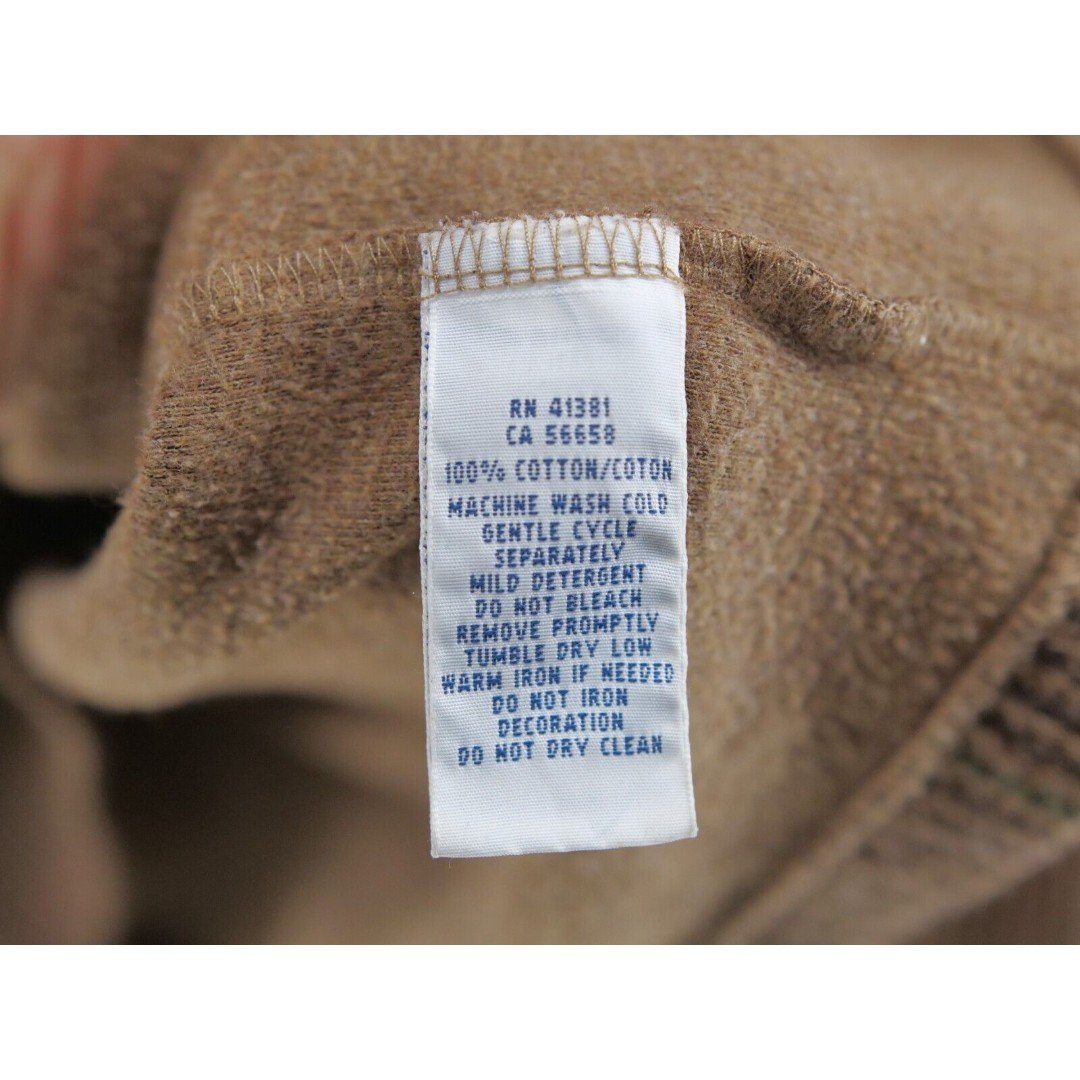 RN 41381
CA 56658
100% COTTON/COTON
MACHINE WASH COLD
GENTLE CYCLE
SEPARATELY
MILD DETERGENT
DO NOT BLEACH
REMOVE PROMPTLY
TUMBLE DRY LOW
WARM IRON IF NEEDED
DO NOT IRON
DECORATION
DO NOT DRY CLEAN